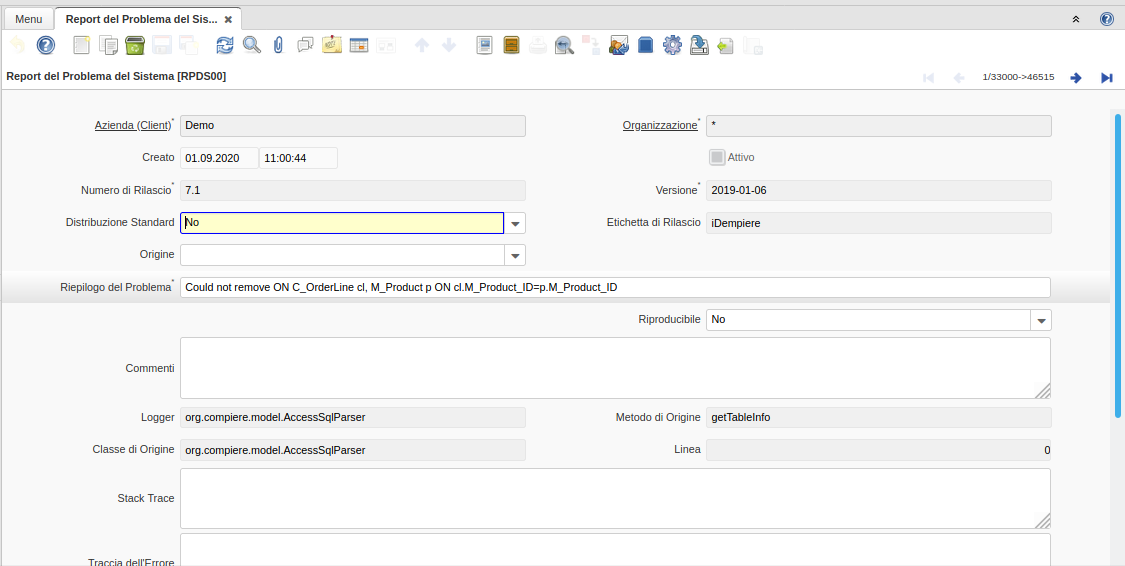 Menu
Report del Problema del Sis...
Report del Problema del Sistema [RPDS00]
1/33000->46515
Azienda (Client)* Demo
Organizzazione* *
Creato 01.09.2020 11:00:44
Attivo
Numero di Rilascio* 7.1
Versione* 2019-01-06
Distribuzione Standard No
Etichetta di Rilascio iDempiere
Origine
Riepilogo del Problema* Could not remove ON C_OrderLine cl, M_Product p ON cl.M_Product_ID=p.M_Product_ID
Riproducibile No
Commenti
Logger org.compiere.model.AccessSqlParser
Metodo di Origine getTableInfo
Classe di Origine org.compiere.model.AccessSqlParser
Linea 0
Stack Trace
Traccia dell'Errore